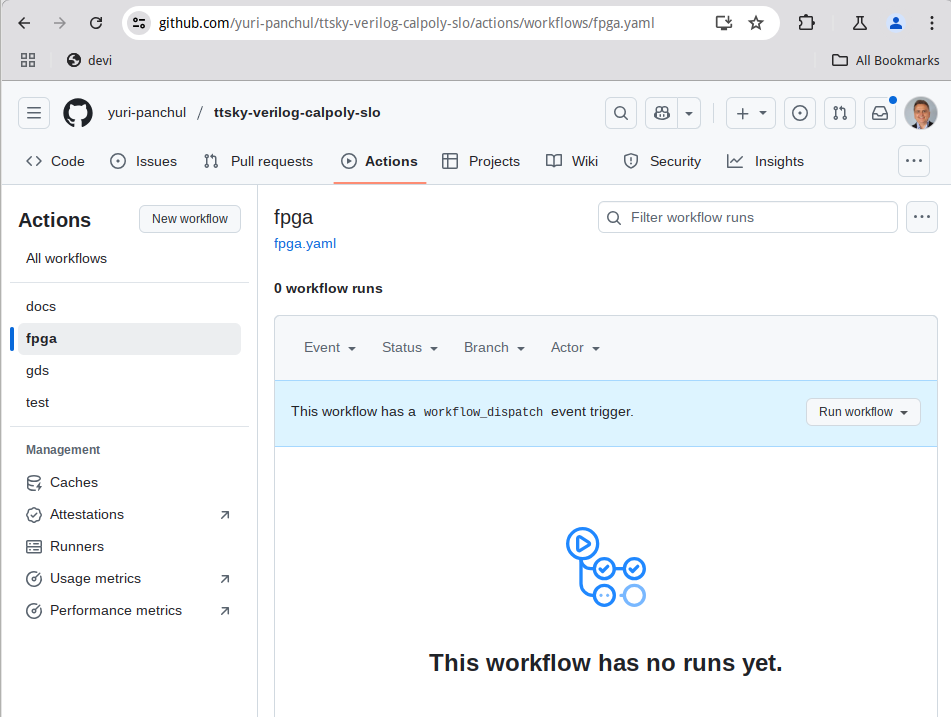 github.com/yuri-panchul/ttsky-verilog-calpoly-slo/actions/workflows/fpga.yaml
devi
All Bookmarks
yuri-panchul / ttsky-verilog-calpoly-slo
Code Issues Pull requests Actions Projects Wiki Security Insights
Actions
New workflow
All workflows
docs
fpga
gds
test
Management
Caches
Attestations
Runners
Usage metrics
Performance metrics
fpga
fpga.yaml
Filter workflow runs
0 workflow runs
Event Status Branch Actor
This workflow has a workflow_dispatch event trigger.
Run workflow
This workflow has no runs yet.